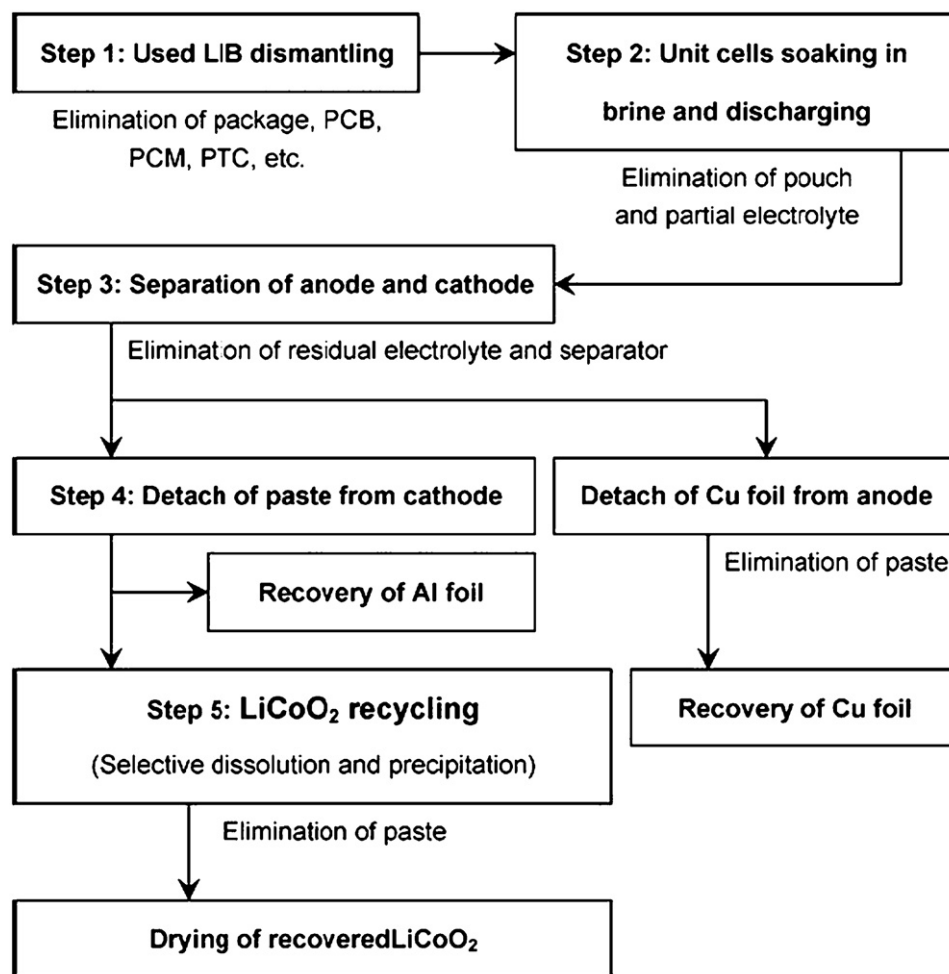 Step 1: Used LIB dismantling
Step 2: Unit cells soaking in
brine and discharging
Elimination of package, PCB,
PCM, PTC, etc.
Elimination of pouch
and partial electrolyte
Step 3: Separation of anode and cathode
Elimination of residual electrolyte and separator
Step 4: Detach of paste from cathode
Detach of Cu foil from anode
Elimination of paste
Recovery of Al foil
Step 5: LiCoO₂ recycling
(Selective dissolution and precipitation)
Recovery of Cu foil
Elimination of paste
Drying of recoveredLiCoO₂